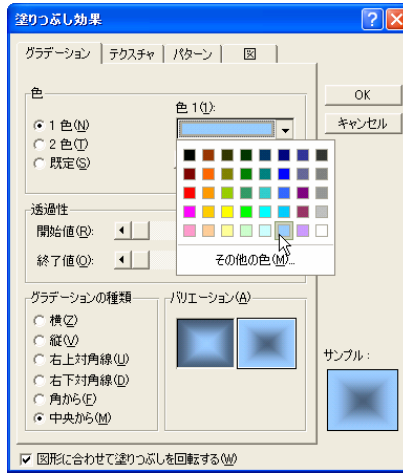 塗りつぶし効果
グラデーション テクスチャ パターン 図
色
色 1(1):
1 色(N)
2 色(T)
既定(S)
OK
キャンセル
透過性
開始値(R):
終了値(O):
その他の色(M)...
グラデーションの種類
横(Z)
縦(V)
右上対角線(U)
右下対角線(D)
角から(F)
中央から(M)
バリエーション(A)
サンプル:
図形に合わせて塗りつぶしを回転する(W)